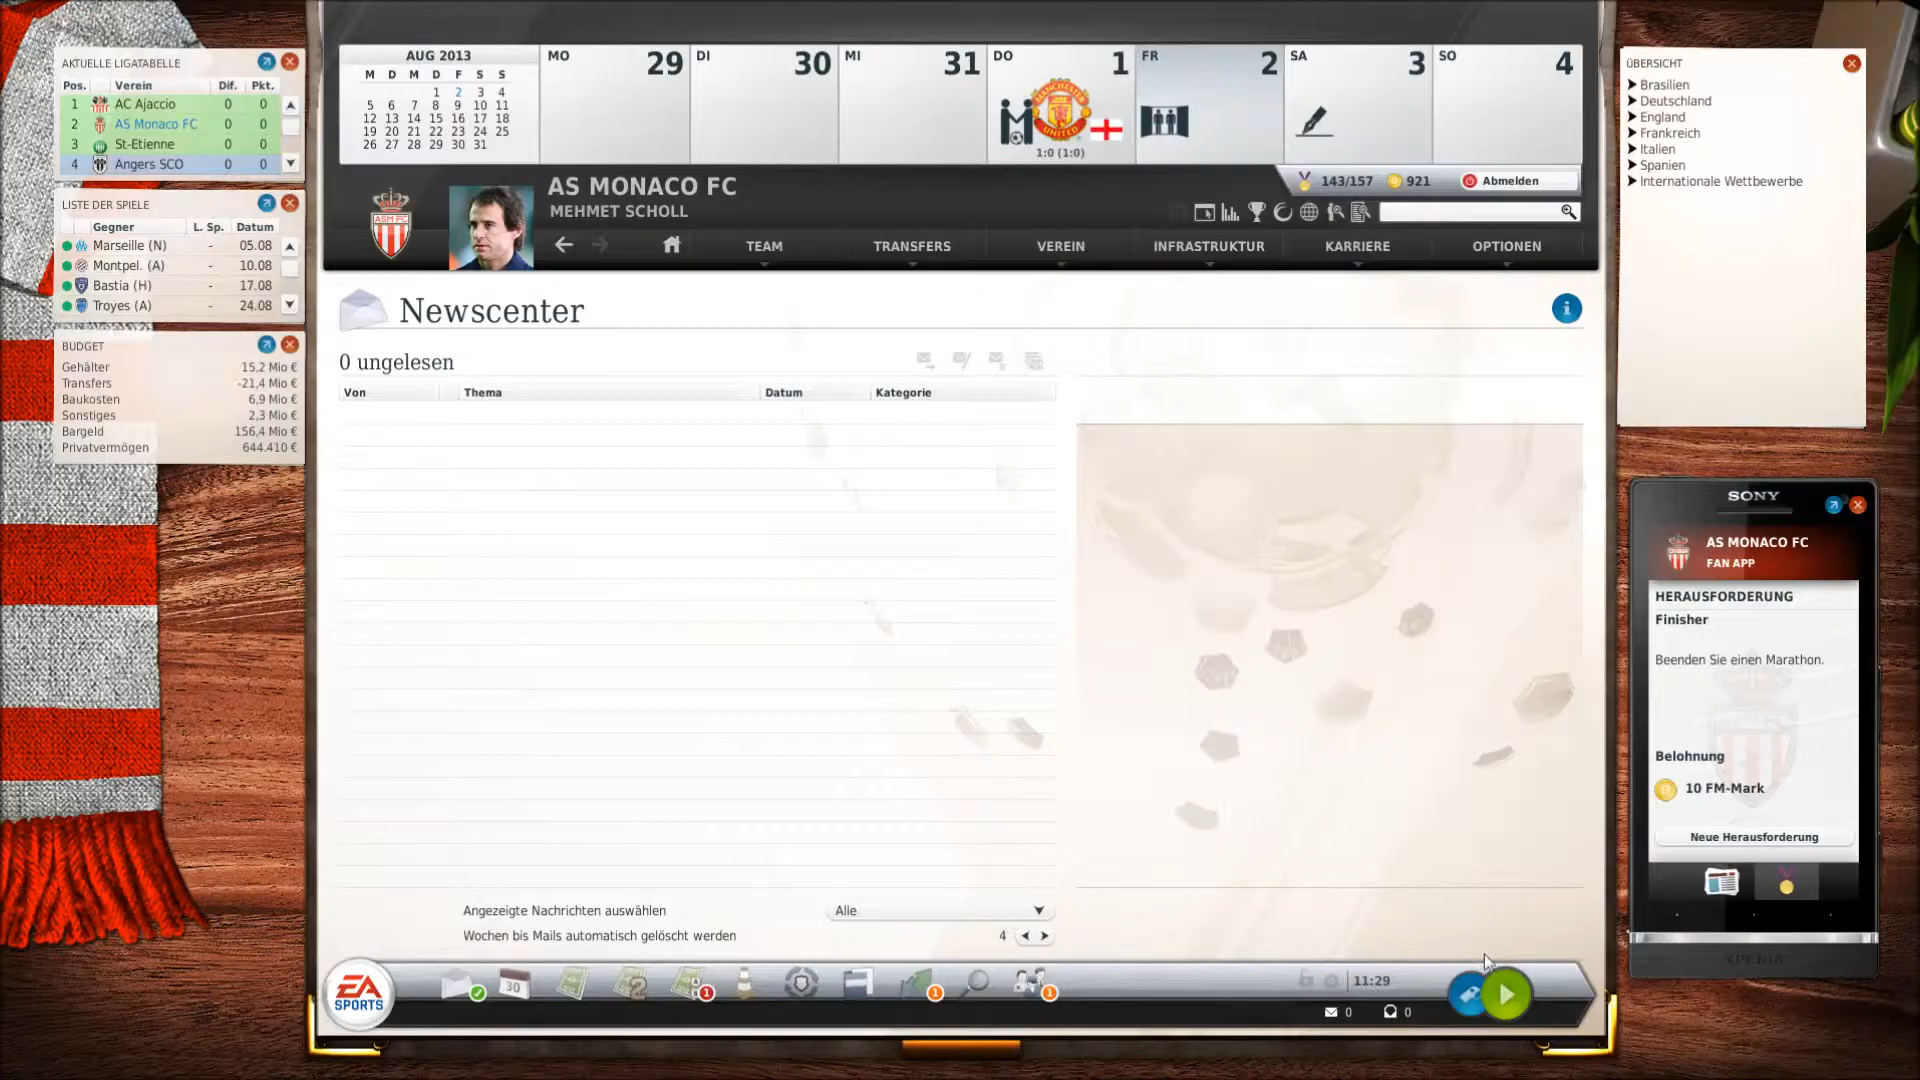 AKTUELLE LIGATABELLE
Pos. Verein Dif. Pkt.
1 AC Ajaccio 0 0
2 AS Monaco FC 0 0
3 St-Etienne 0 0
4 Angers SCO 0 0
LISTE DER SPIELE
Gegner L. Sp. Datum
Marseille (N) - 05.08
Montpel. (A) - 10.08
Bastia (H) - 17.08
Troyes (A) - 24.08
BUDGET
Gehälter 15,2 Mio €
Transfers -21,4 Mio €
Baukosten 6,9 Mio €
Sonstiges 2,3 Mio €
Bargeld 156,4 Mio €
Privatvermögen 644.410 €
AUG 2013
M D M D F S S
1 2 3 4
5 6 7 8 9 10 11
12 13 14 15 16 17 18
19 20 21 22 23 24 25
26 27 28 29 30 31
MO 29 DI 30 MI 31 DO 1 FR 2 SA 3 SO 4
MANCHESTER
UNITED
1:0 (1:0)
ASM FC
AS MONACO FC
MEHMET SCHOLL
143/157 921 Abmelden
TEAM TRANSFERS VEREIN INFRASTRUKTUR KARRIERE OPTIONEN
Newscenter
i
0 ungelesen
Von Thema Datum Kategorie
Angezeigte Nachrichten auswählen Alle
Wochen bis Mails automatisch gelöscht werden 4
EA
SPORTS
30
1
1
1
11:29
0 0
ÜBERSICHT
Brasilien
Deutschland
England
Frankreich
Italien
Spanien
Internationale Wettbewerbe
SONY
AS MONACO FC
FAN APP
HERAUSFORDERUNG
Finisher
Beenden Sie einen Marathon.
Belohnung
10 FM-Mark
Neue Herausforderung
XPERIA